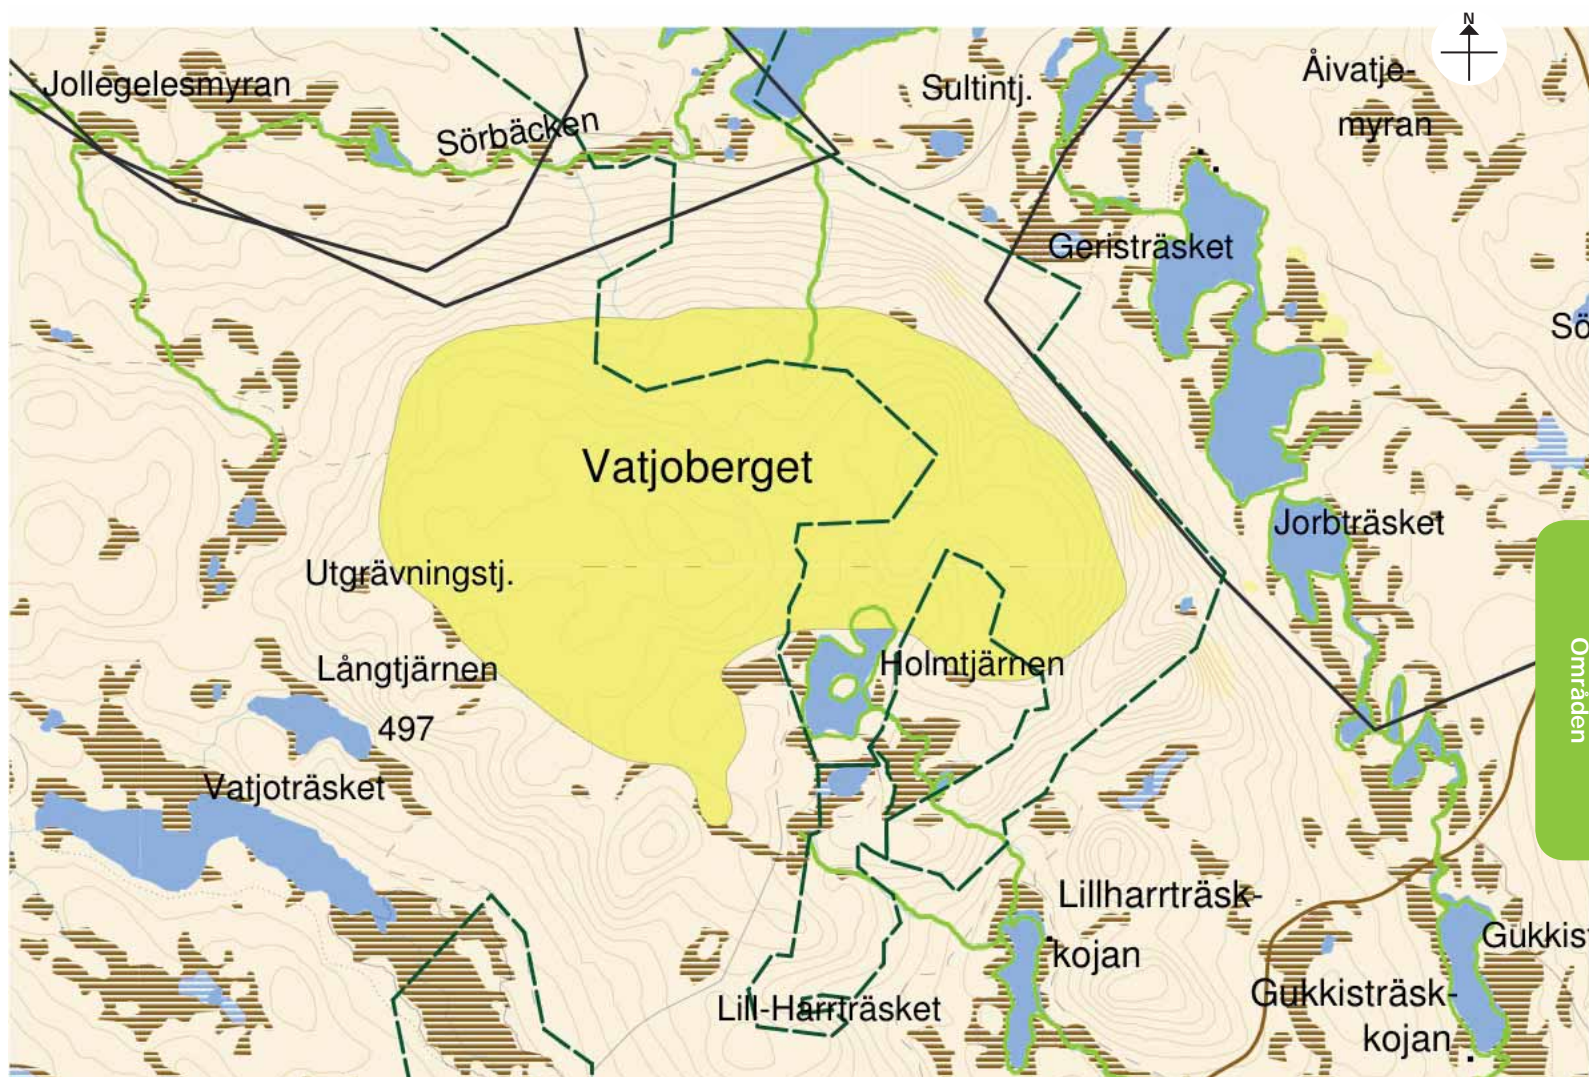 N
Jollegelesmyran
Sörbäcken
Sultintj.
Åivatje-
myran
Geristräsket
Sö
Vatjoberget
Jorbträsket
Utgrävningstj.
Holmtjärnen
Långtjärnen
497
Vatjoträsket
Områden
Lillharrträsk-
kojan
Gukkis
Gukkisträsk-
kojan
Lill-Harrträsket